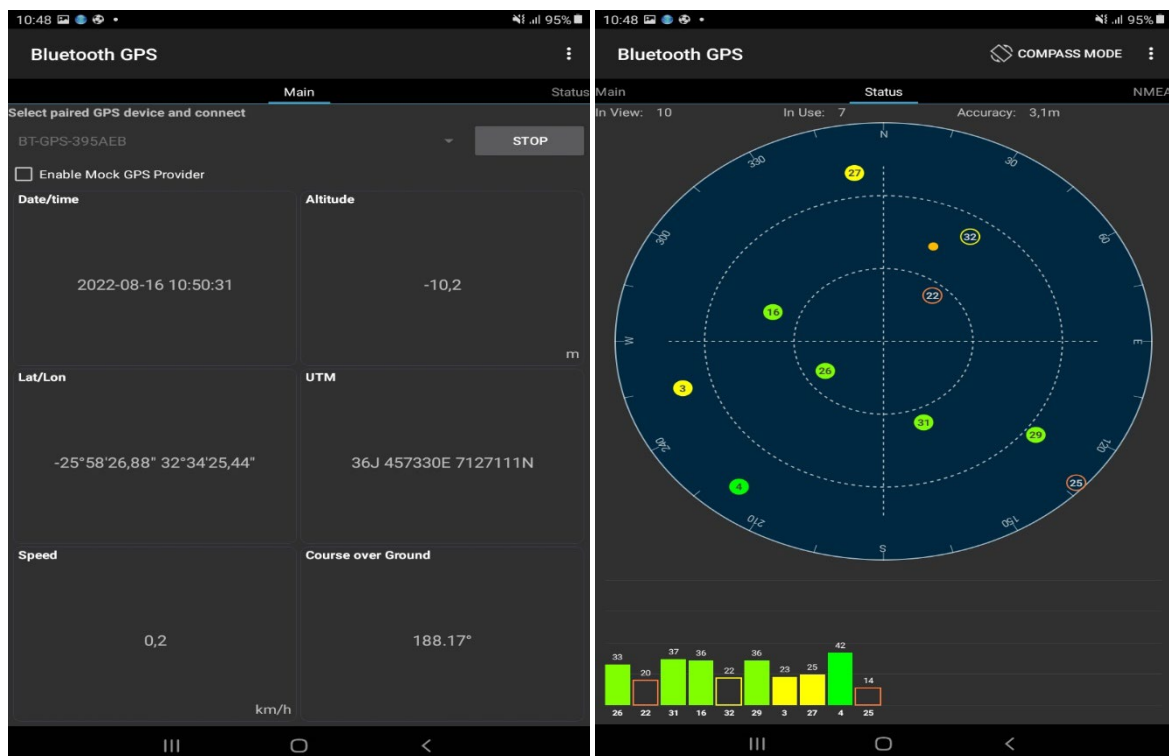 10:48
95%
Bluetooth GPS
Main
Status
Select paired GPS device and connect
BT-GPS-395AEB
STOP
Enable Mock GPS Provider
Date/time
Altitude
2022-08-16 10:50:31
-10,2
m
Lat/Lon
UTM
-25°58'26,88" 32°34'25,44"
36J 457330E 7127111N
Speed
Course over Ground
0,2
188.17°
km/h
10:48
95%
Bluetooth GPS
COMPASS MODE
Main
Status
NMEA
In View: 10
In Use: 7
Accuracy: 3,1m
N
330
30
27
300
32
60
22
16
W
E
26
3
31
29
240
120
4
25
210
150
S
33 20 37 36 22 36 23 25 42 14
26 22 31 16 32 29 3 27 4 25